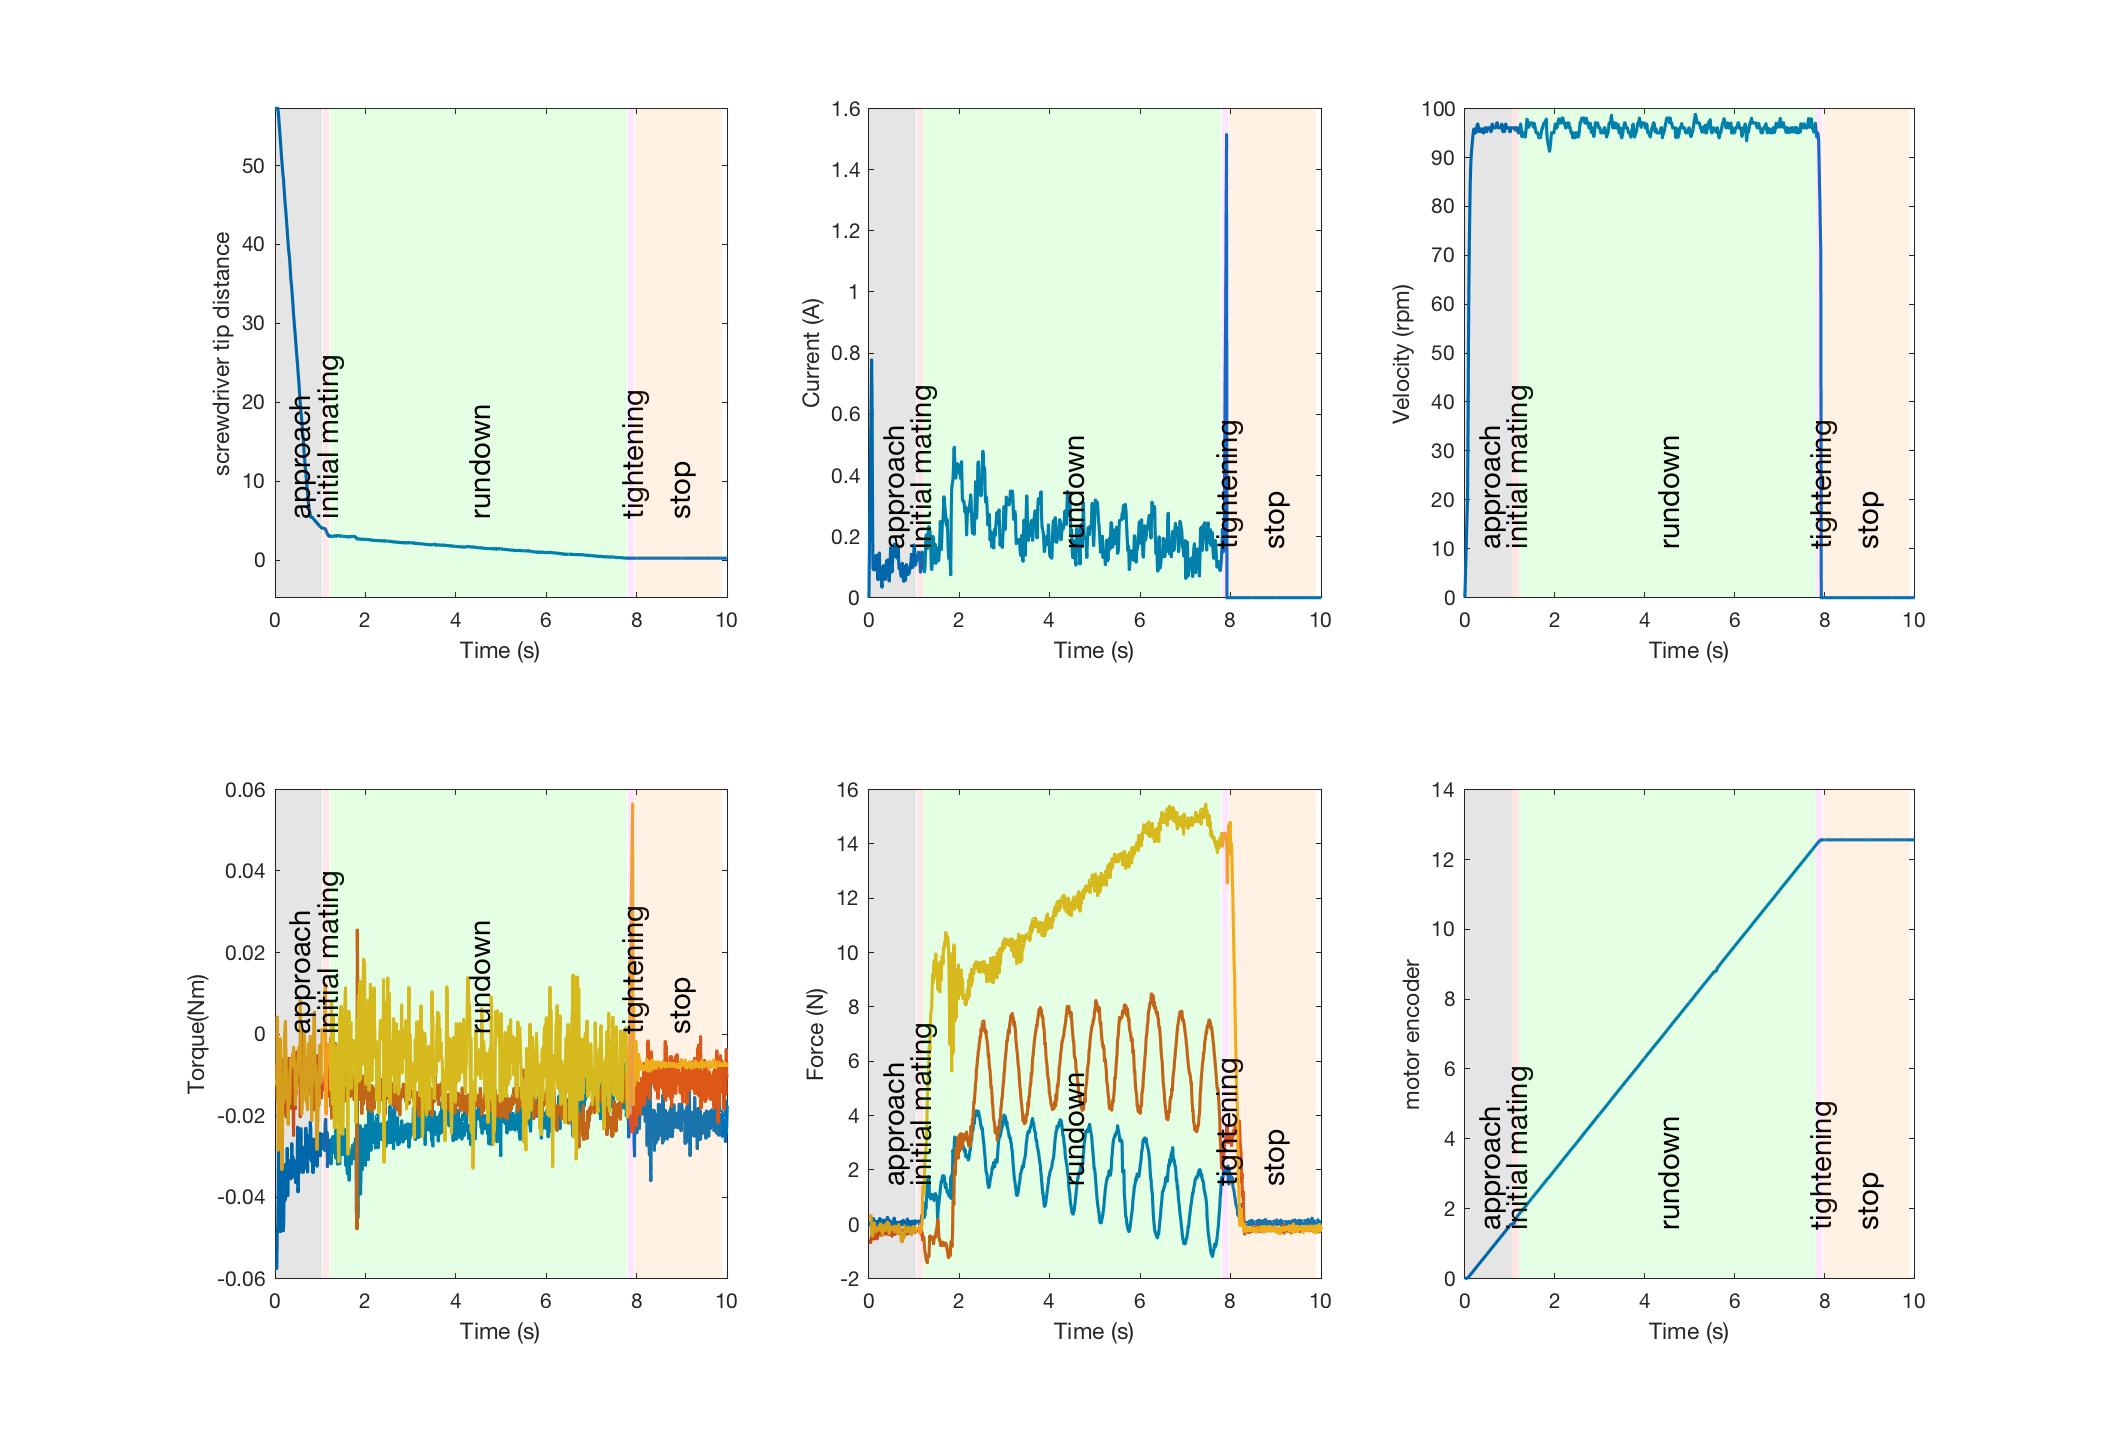 50
40
30
20
10
0
screwdriver tip distance
approach
initial mating
rundown
tightening
stop
0 2 4 6 8 10
Time (s)
1.6
1.4
1.2
1
0.8
0.6
0.4
0.2
0
Current (A)
approach
initial mating
rundown
tightening
stop
0 2 4 6 8 10
Time (s)
100
90
80
70
60
50
40
30
20
10
0
Velocity (rpm)
approach
initial mating
rundown
tightening
stop
0 2 4 6 8 10
Time (s)
0.06
0.04
0.02
0
-0.02
-0.04
-0.06
Torque(Nm)
approach
initial mating
rundown
tightening
stop
0 2 4 6 8 10
Time (s)
16
14
12
10
8
6
4
2
0
-2
Force (N)
approach
initial mating
rundown
tightening
stop
0 2 4 6 8 10
Time (s)
14
12
10
8
6
4
2
0
motor encoder
approach
initial mating
rundown
tightening
stop
0 2 4 6 8 10
Time (s)